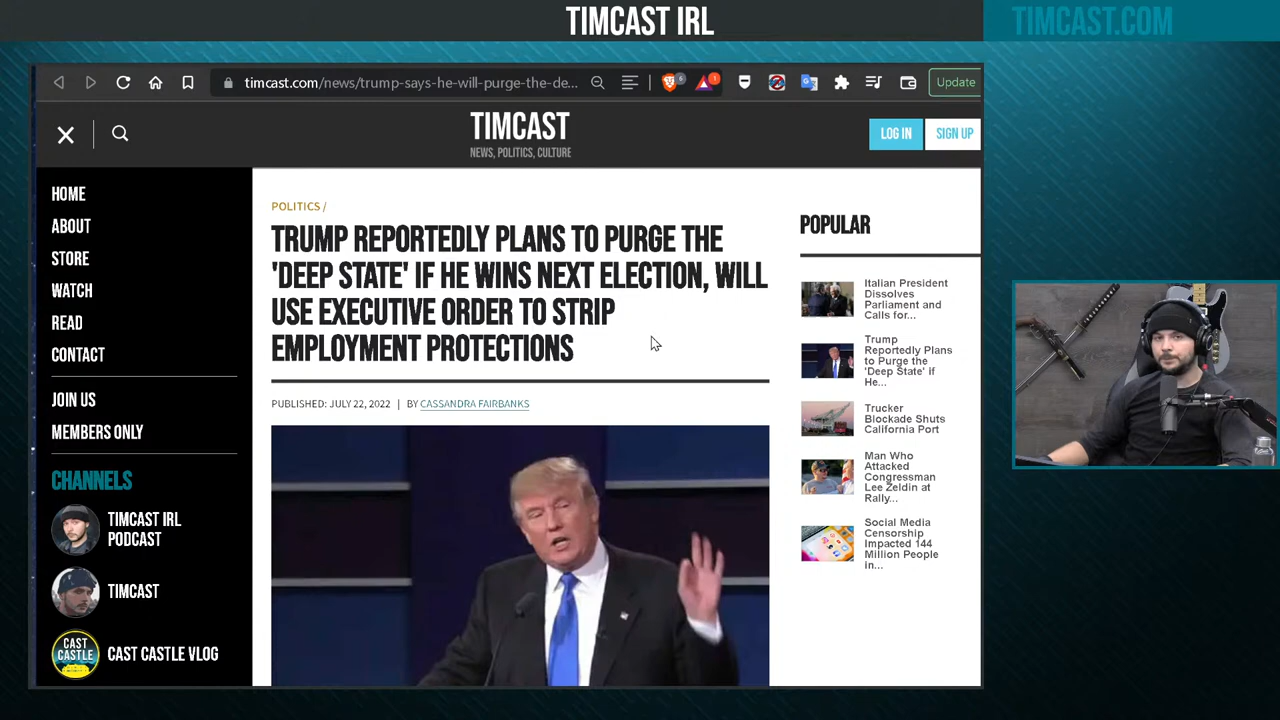 TIMCAST IRL
TIMCAST.COM
timcast.com/news/trump-says-he-will-purge-the-de...
6
1
Update
TIMCAST
NEWS, POLITICS, CULTURE
LOG IN
SIGN UP
HOME
ABOUT
STORE
WATCH
READ
CONTACT
JOIN US
MEMBERS ONLY
CHANNELS
TIMCAST IRL
PODCAST
TIMCAST
CAST
CASTLE
CAST CASTLE VLOG
POLITICS /
TRUMP REPORTEDLY PLANS TO PURGE THE
'DEEP STATE' IF HE WINS NEXT ELECTION, WILL
USE EXECUTIVE ORDER TO STRIP
EMPLOYMENT PROTECTIONS
PUBLISHED: JULY 22, 2022 | BY CASSANDRA FAIRBANKS
POPULAR
Italian President
Dissolves
Parliament and
Calls for...
Trump
Reportedly Plans
to Purge the
'Deep State' if
He...
Trucker
Blockade Shuts
California Port
Man Who
Attacked
Congressman
Lee Zeldin at
Rally...
Social Media
Censorship
Impacted 144
Million People
in...